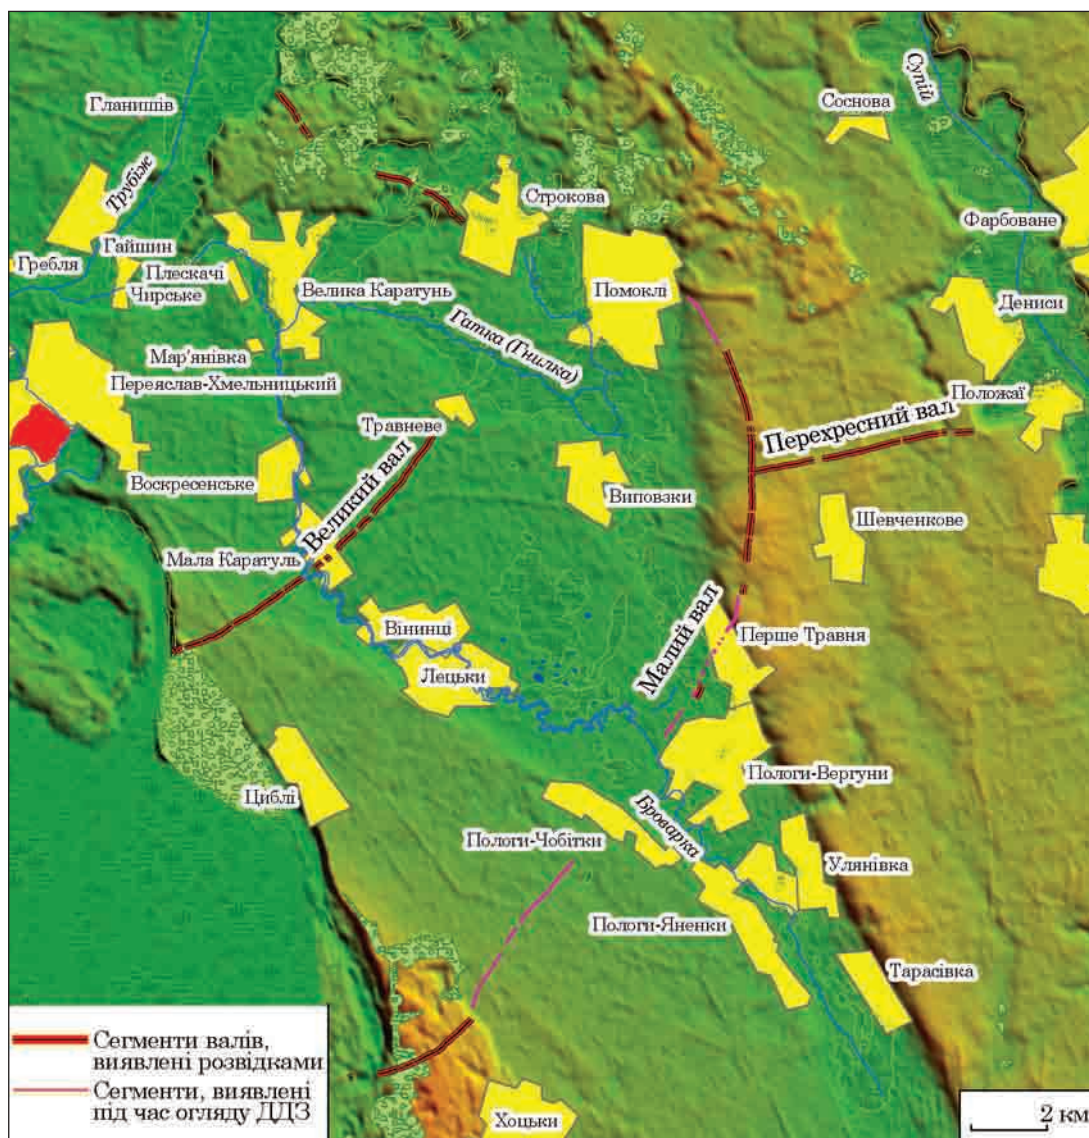 Супій
Соснова
Гланишів
Трубіж
Строкова
Фарбоване
Гайшин
Гребля
Плескачі
Чирське
Велика Каратунь
Помоклі
Дениси
Гатка (Гнилка)
Мар'янівка
Переяслав-Хмельницький
Положаї
Травневе
Перехресний вал
Воскресенське
Великий вал
Виповзки
Шевченкове
Мала Каратуль
Малий вал
Вінинці
Перше Травня
Лецьки
Пологи-Вергуни
Циблі
Броварка
Пологи-Чобітки
Улянівка
Пологи-Яненки
Тарасівка
Сегменти валів,
виявлені розвідками
Сегменти, виявлені
під час огляду ДДЗ
Хоцьки
2 км